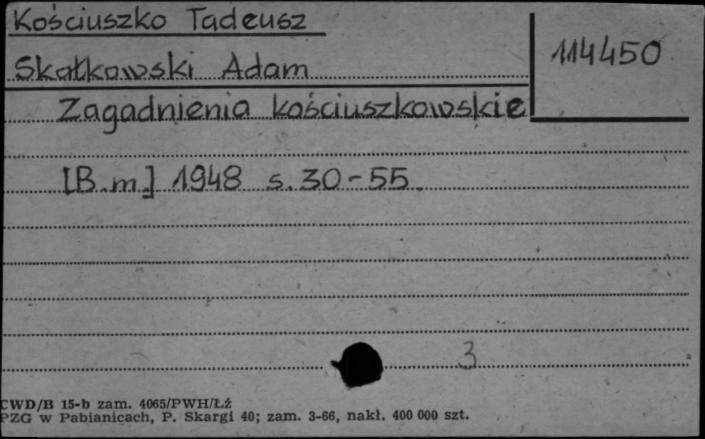 Kościuszko Tadeusz
114450
Skałkowski Adam
Zagadnienia kościuszkowskie
[B.m] 1948 s. 30-55.
3
CWD/B 15-b zam. 4065/PWH/Łż
PZG w Pabianicach, P. Skargi 40; zam. 3-66, nakł. 400 000 szt.